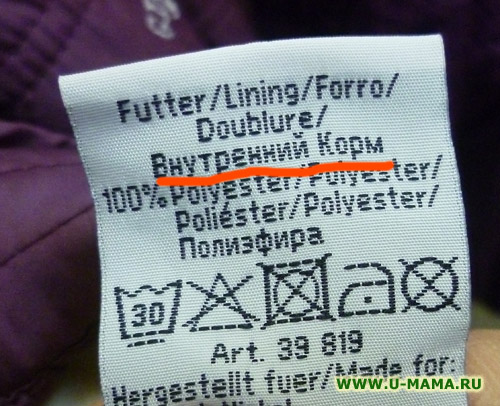 Futter/Lining/Forro/
Doublure/
Внутренний Корм
100% Polyester/Polyester/
Poliéster/Polyester/
Полиэфира
30
Art. 39 819
Hergestellt fuer/Made for:
WWW.U-MAMA.RU